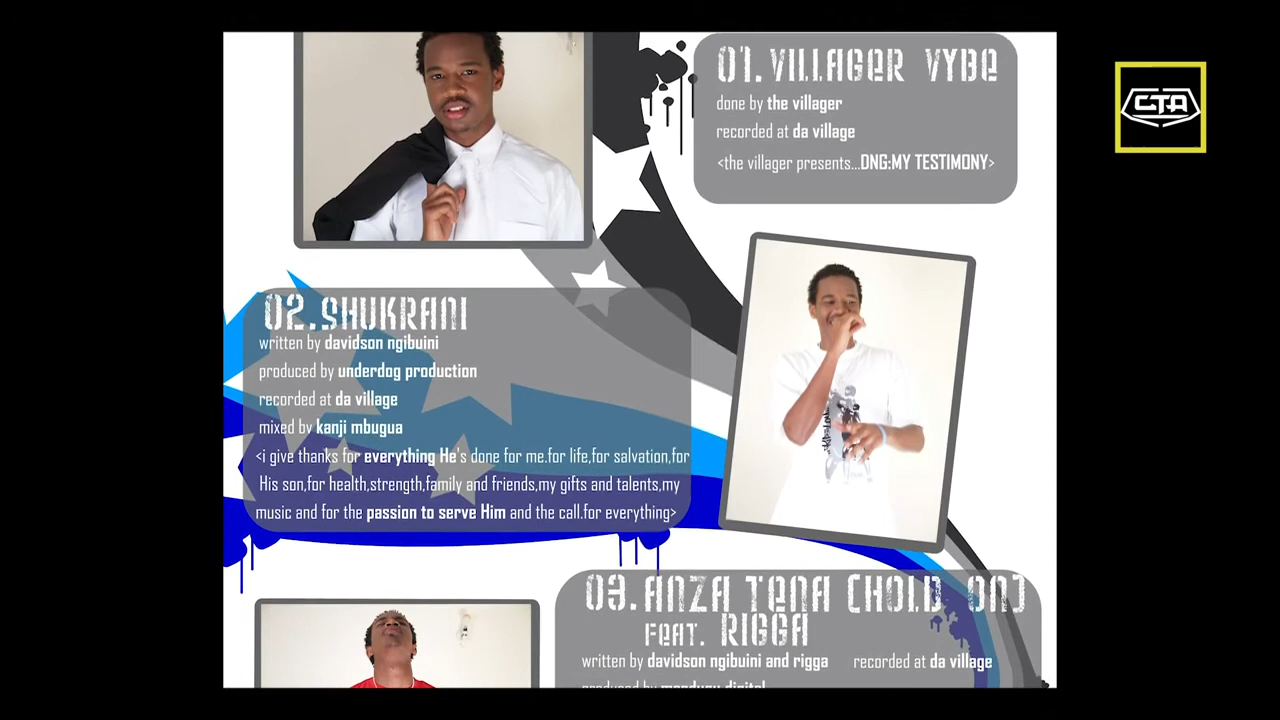 01. VILLAGER VYBE
done by the villager
recorded at da village
<the villager presents...DNG:MY TESTIMONY>
CTA
02. SHUKRANI
written by davidson ngibuini
produced by underdog production
recorded at da village
mixed by kanji mbugua
<i give thanks for everything He's done for me.for life,for salvation,for
His son,for health,strength,family and friends,my gifts and talents,my
music and for the passion to serve Him and the call.for everything>
03. ANZA TENA (HOLD ON)
FEAT. RIGGA
written by davidson ngibuini and rigga recorded at da village
produced by